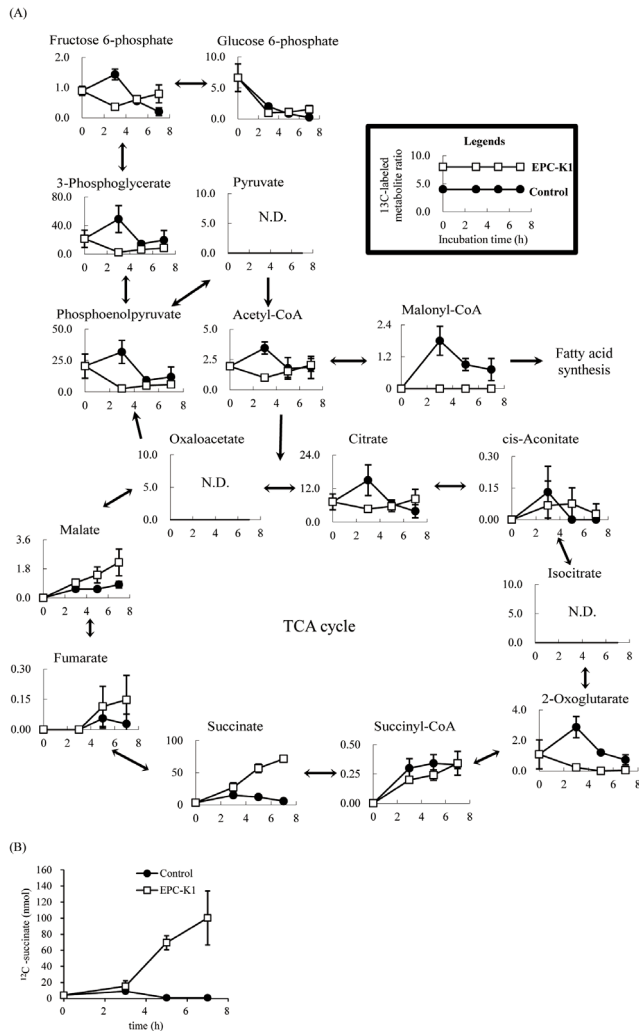 (A)
Fructose 6-phosphate
2.0
1.0
0.0
0 2 4 6 8
Glucose 6-phosphate
10.0
5.0
0.0
0 2 4 6 8
Legends
13C-labeled
metabolite ratio
10.0
5.0
0.0
0 2 4 6 8
Incubation time (h)
EPC-K1
Control
3-Phosphoglycerate
80.0
40.0
0.0
0 2 4 6 8
Pyruvate
10.0
5.0
0.0
N.D.
0 2 4 6 8
Phosphoenolpyruvate
50.0
25.0
0.0
0 2 4 6 8
Acetyl-CoA
5.0
2.5
0.0
0 2 4 6 8
Malonyl-CoA
2.4
1.2
0.0
0 2 4 6 8
Fatty acid
synthesis
Oxaloacetate
10.0
5.0
0.0
N.D.
0 2 4 6 8
Citrate
24.0
12.0
0.0
0 2 4 6 8
cis-Aconitate
0.30
0.15
0.00
0 2 4 6 8
Malate
3.6
1.8
0.0
0 2 4 6 8
Isocitrate
10.0
5.0
0.0
N.D.
0 2 4 6 8
TCA cycle
Fumarate
0.30
0.15
0.00
0 2 4 6 8
Succinate
100
50
0
0 2 4 6 8
Succinyl-CoA
0.50
0.25
0.00
0 2 4 6 8
2-Oxoglutarate
4.0
2.0
0.0
0 2 4 6 8
(B)
12C -succinate (nmol)
160
140
120
100
80
60
40
20
0
Control
EPC-K1
0 2 4 6 8
time (h)